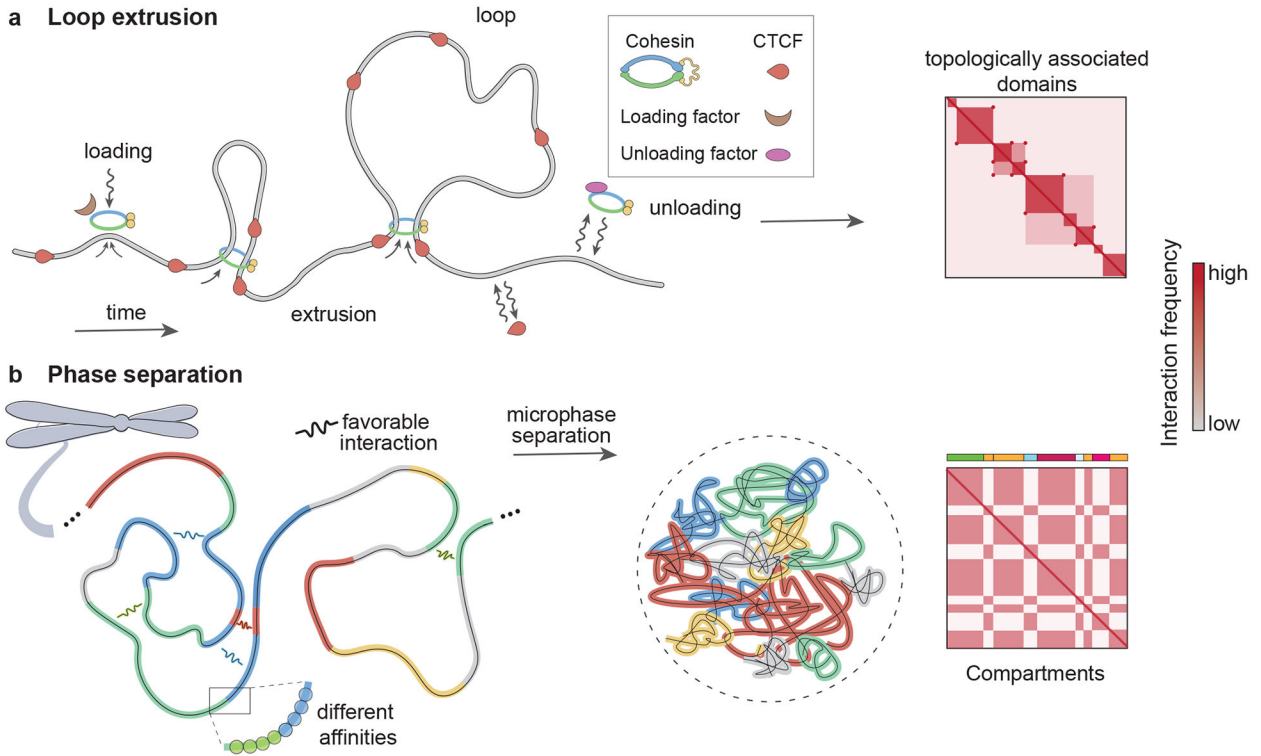 a Loop extrusion
loop
Cohesin CTCF
Loading factor
Unloading factor
loading
unloading
time
extrusion
topologically associated
domains
Interaction frequency
high
low
b Phase separation
favorable
interaction
microphase
separation
different
affinities
Compartments